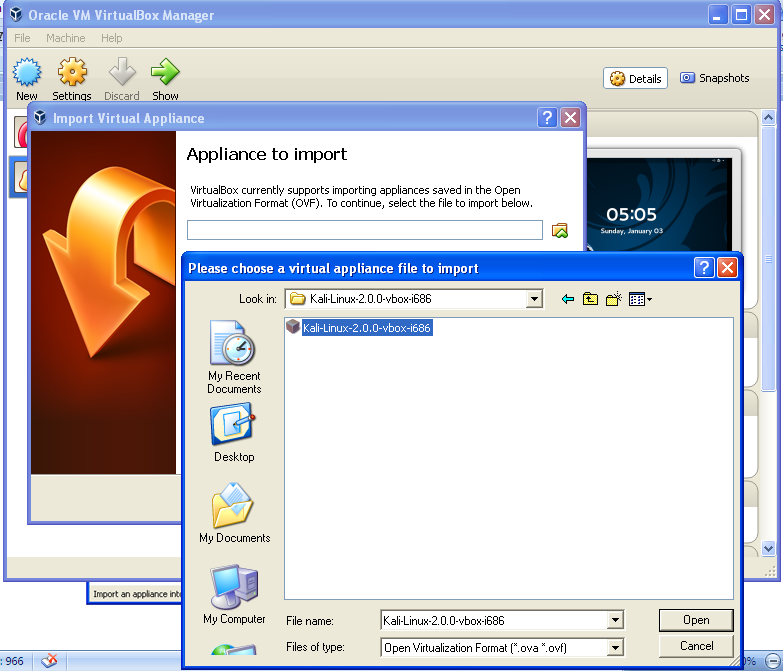 Oracle VM VirtualBox Manager
File Machine Help
New Settings Discard Show
Details Snapshots
Import Virtual Appliance
Appliance to import
VirtualBox currently supports importing appliances saved in the Open
Virtualization Format (OVF). To continue, select the file to import below.
05:05
Sunday, January 03
Please choose a virtual appliance file to import
Look in: Kali-Linux-2.0.0-vbox-i686
Kali-Linux-2.0.0-vbox-i686
My Recent
Documents
Desktop
My Documents
My Computer
File name: Kali-Linux-2.0.0-vbox-i686 Open
Files of type: Open Virtualization Format (*.ova *.ovf) Cancel
Import an appliance
: 966